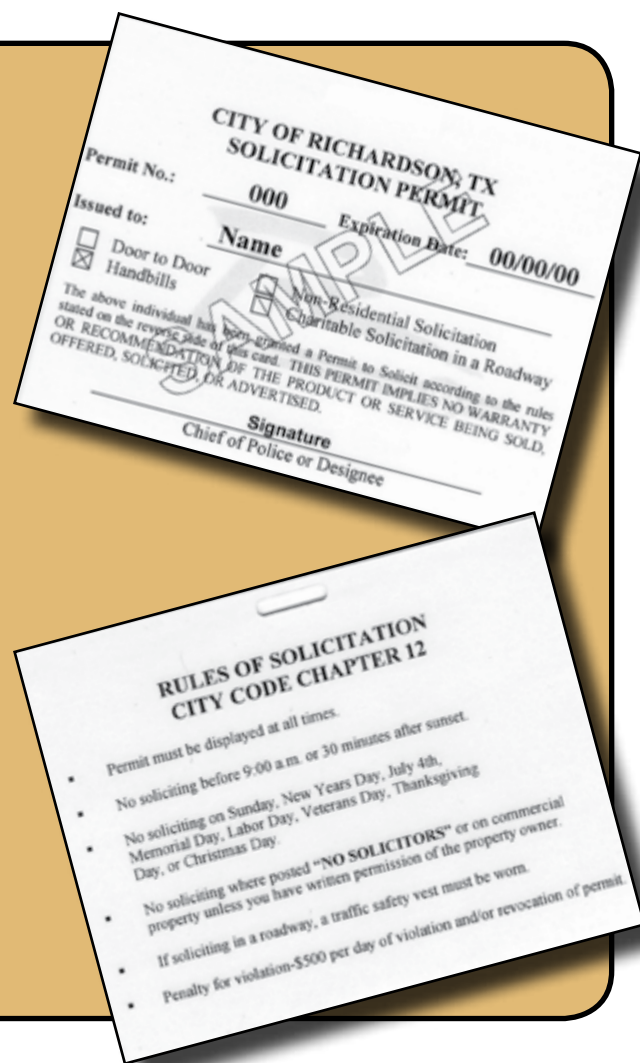 CITY OF RICHARDSON, TX
SOLICITATION PERMIT
Permit No.: 000 Expiration Date: 00/00/00
Issued to: Name
Door to Door
Handbills
Non-Residential Solicitation
Charitable Solicitation in a Roadway
The above individual has been granted a Permit to Solicit according to the rules
stated on the reverse side of this card. THIS PERMIT IMPLIES NO WARRANTY
OR RECOMMENDATION OF THE PRODUCT OR SERVICE BEING SOLD,
OFFERED, SOLICITED, OR ADVERTISED.
SAMPLE
Signature
Chief of Police or Designee
RULES OF SOLICITATION
CITY CODE CHAPTER 12
▪ Permit must be displayed at all times.
▪ No soliciting before 9:00 a.m. or 30 minutes after sunset.
▪ No soliciting on Sunday, New Years Day, July 4th,
Memorial Day, Labor Day, Veterans Day, Thanksgiving
Day, or Christmas Day.
▪ No soliciting where posted “NO SOLICITORS” or on commercial
property unless you have written permission of the property owner.
▪ If soliciting in a roadway, a traffic safety vest must be worn.
▪ Penalty for violation-$500 per day of violation and/or revocation of permit.